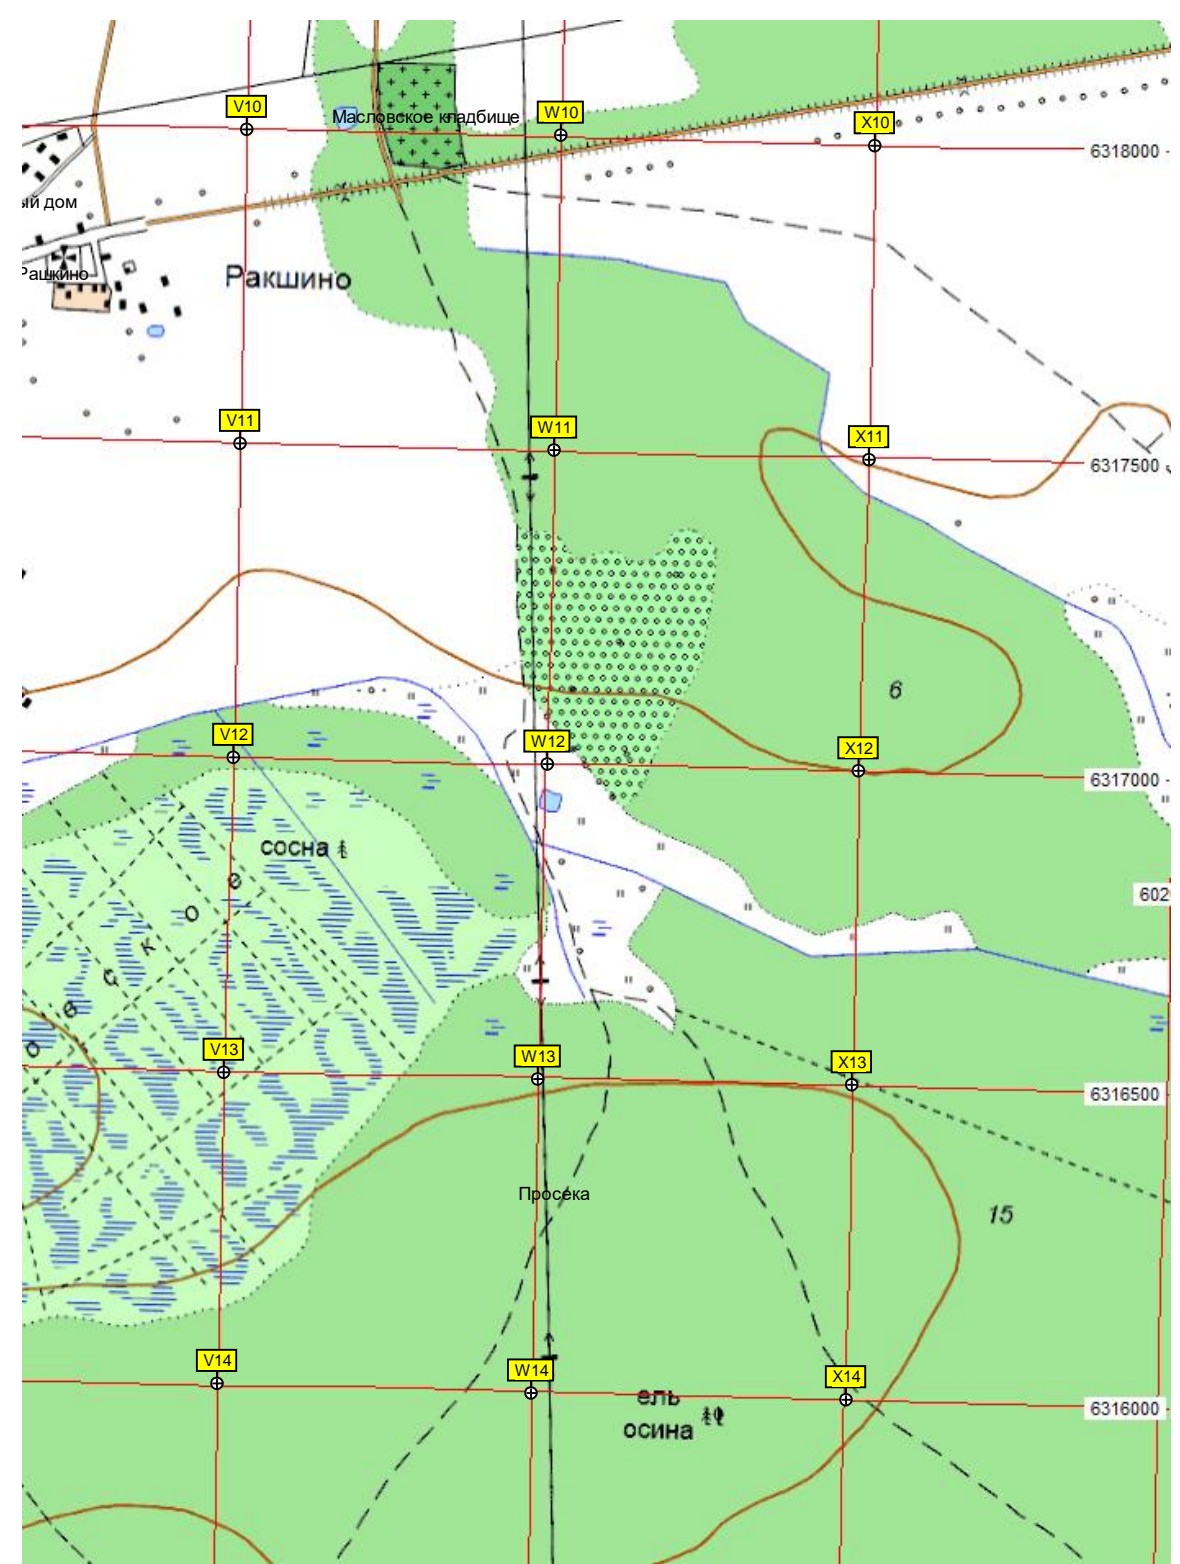 V10
W10
X10
Масловское кладбище
6318000
ый дом
Рашкино
Ракшино
V11
W11
X11
6317500
6
V12
W12
X12
6317000
сосна
602
о в с к о е
V13
W13
X13
6316500
Просека
15
V14
W14
X14
6316000
ель
осина